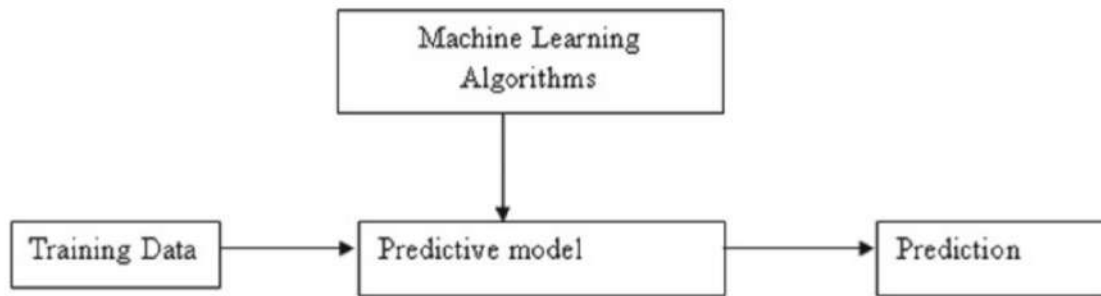 Machine Learning
Algorithms
Training Data
Predictive model
Prediction